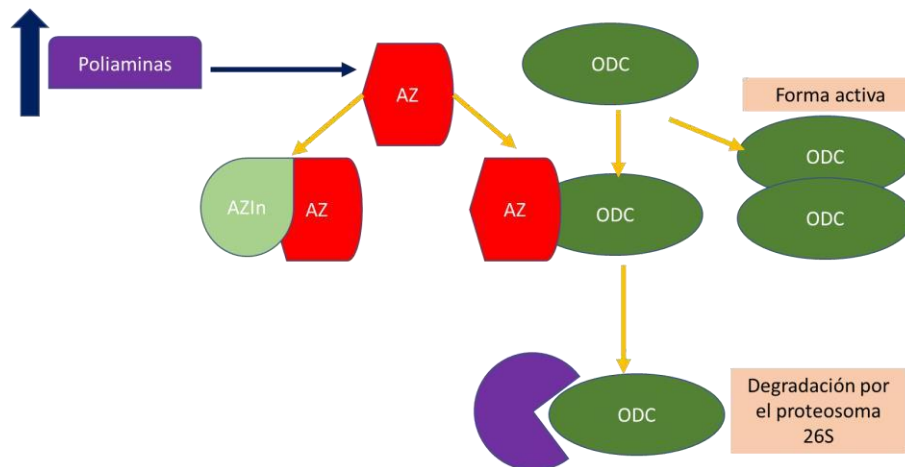 Poliaminas
AZ
ODC
Forma activa
ODC
ODC
AZIn
AZ
AZ
ODC
ODC
Degradación por
el proteosoma
26S